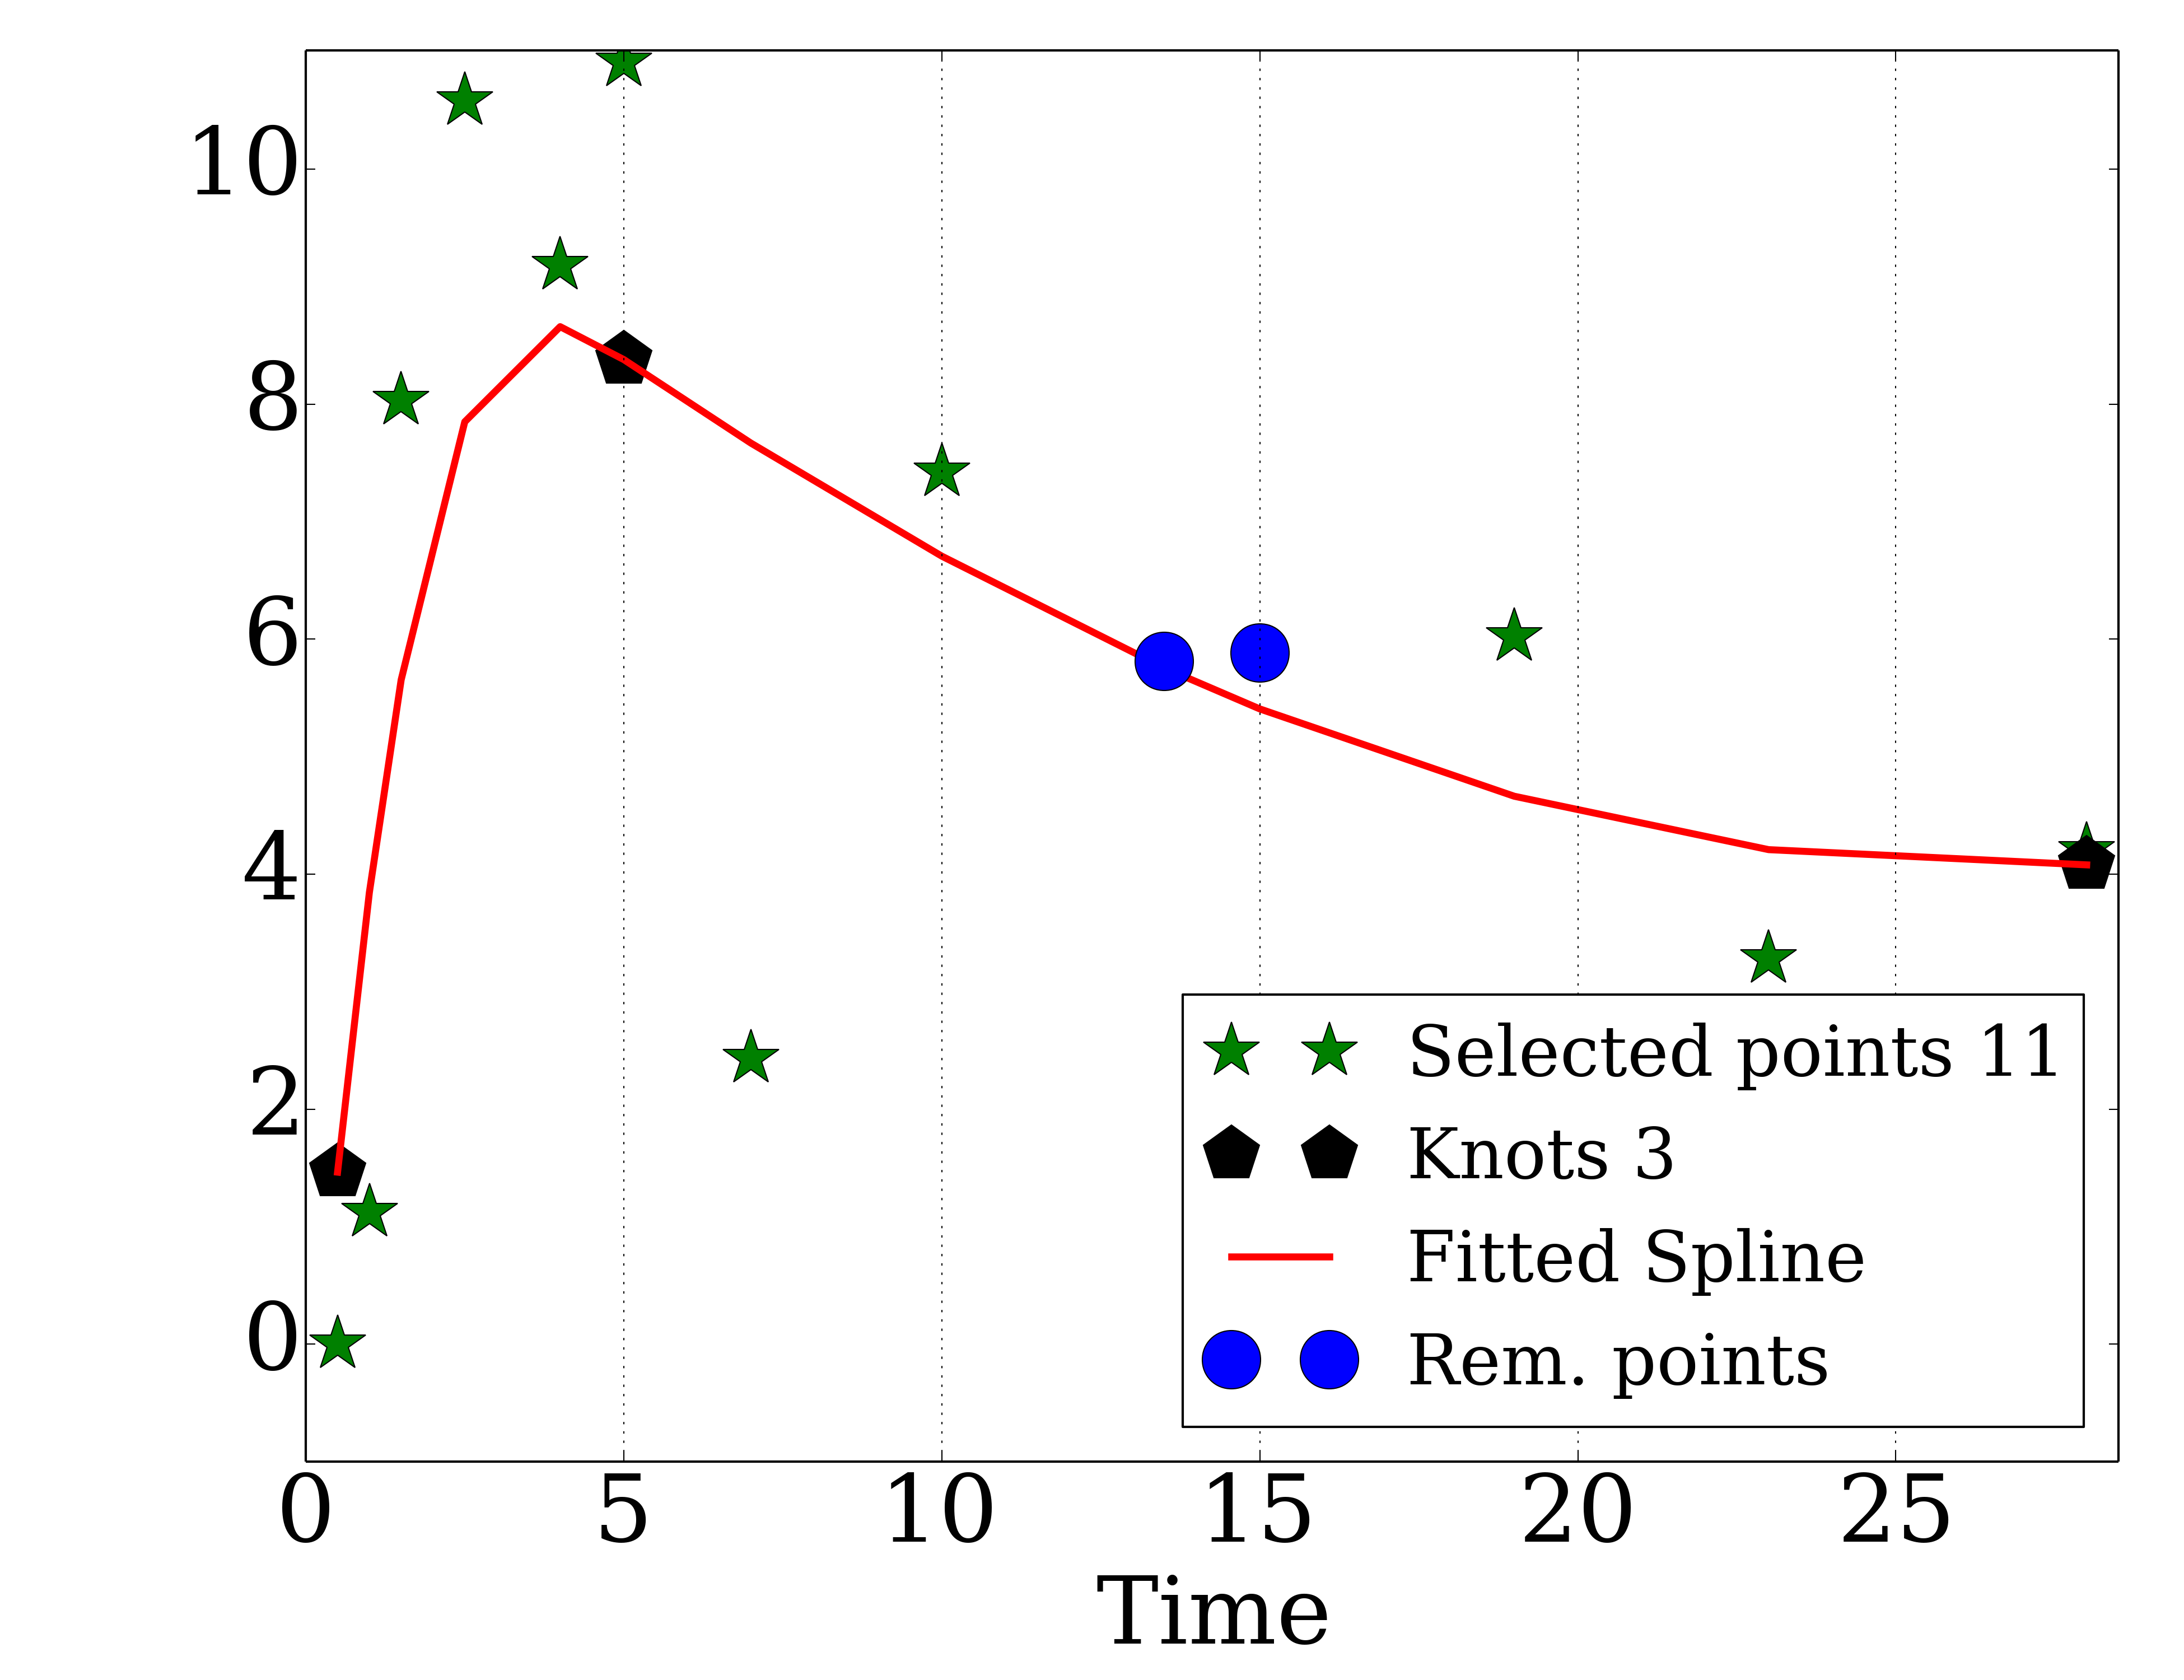 10
8
6
4
2
0
Selected points 11
Knots 3
Fitted Spline
Rem. points
0 5 10 15 20 25
Time